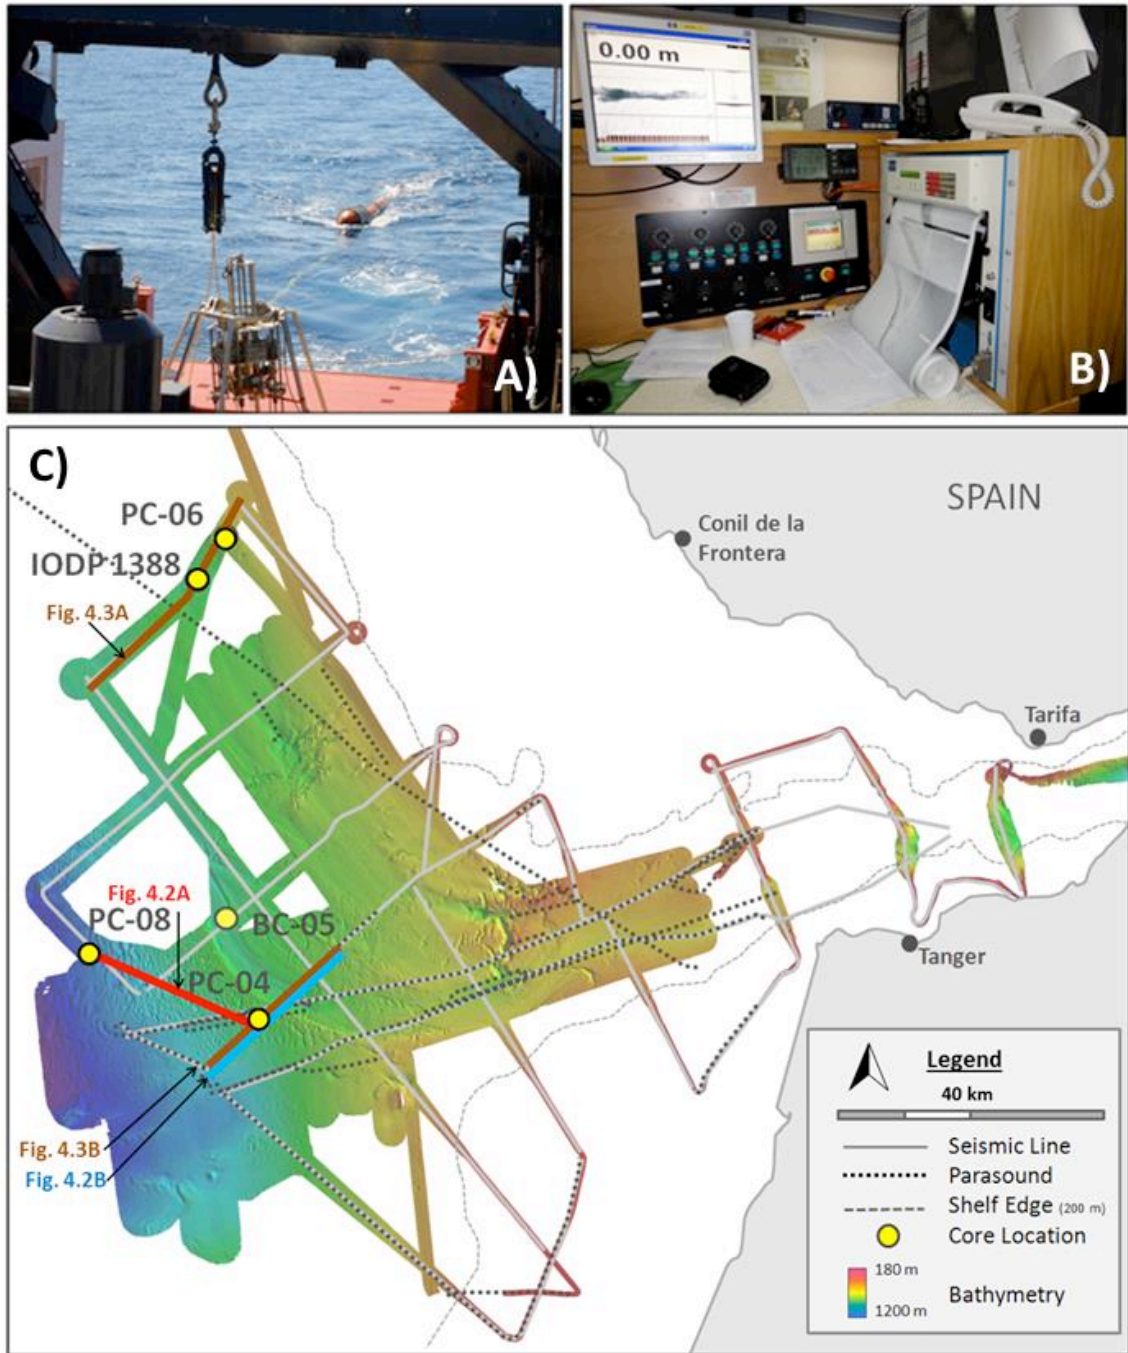 0.00 m
A)
B)
C)
SPAIN
PC-06
Conil de la
Frontera
IODP 1388
Fig. 4.3A
Tarifa
Fig. 4.2A
PC-08
BC-05
Tanger
PC-04
Legend
40 km
Seismic Line
Parasound
Shelf Edge (200 m)
Core Location
180 m
1200 m
Bathymetry
Fig. 4.3B
Fig. 4.2B